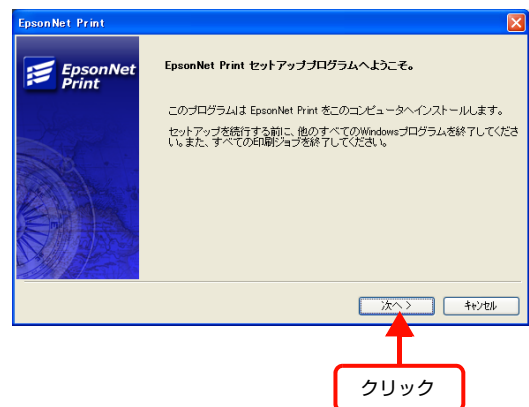 EpsonNet Print
EpsonNet
Print
EpsonNet Print セットアッププログラムへようこそ。
このプログラムは EpsonNet Print をこのコンピュータへインストールします。
セットアップを続行する前に、他のすべてのWindowsプログラムを終了してくださ
い。また、すべての印刷ジョブを終了してください。
次へ >
キャンセル
クリック